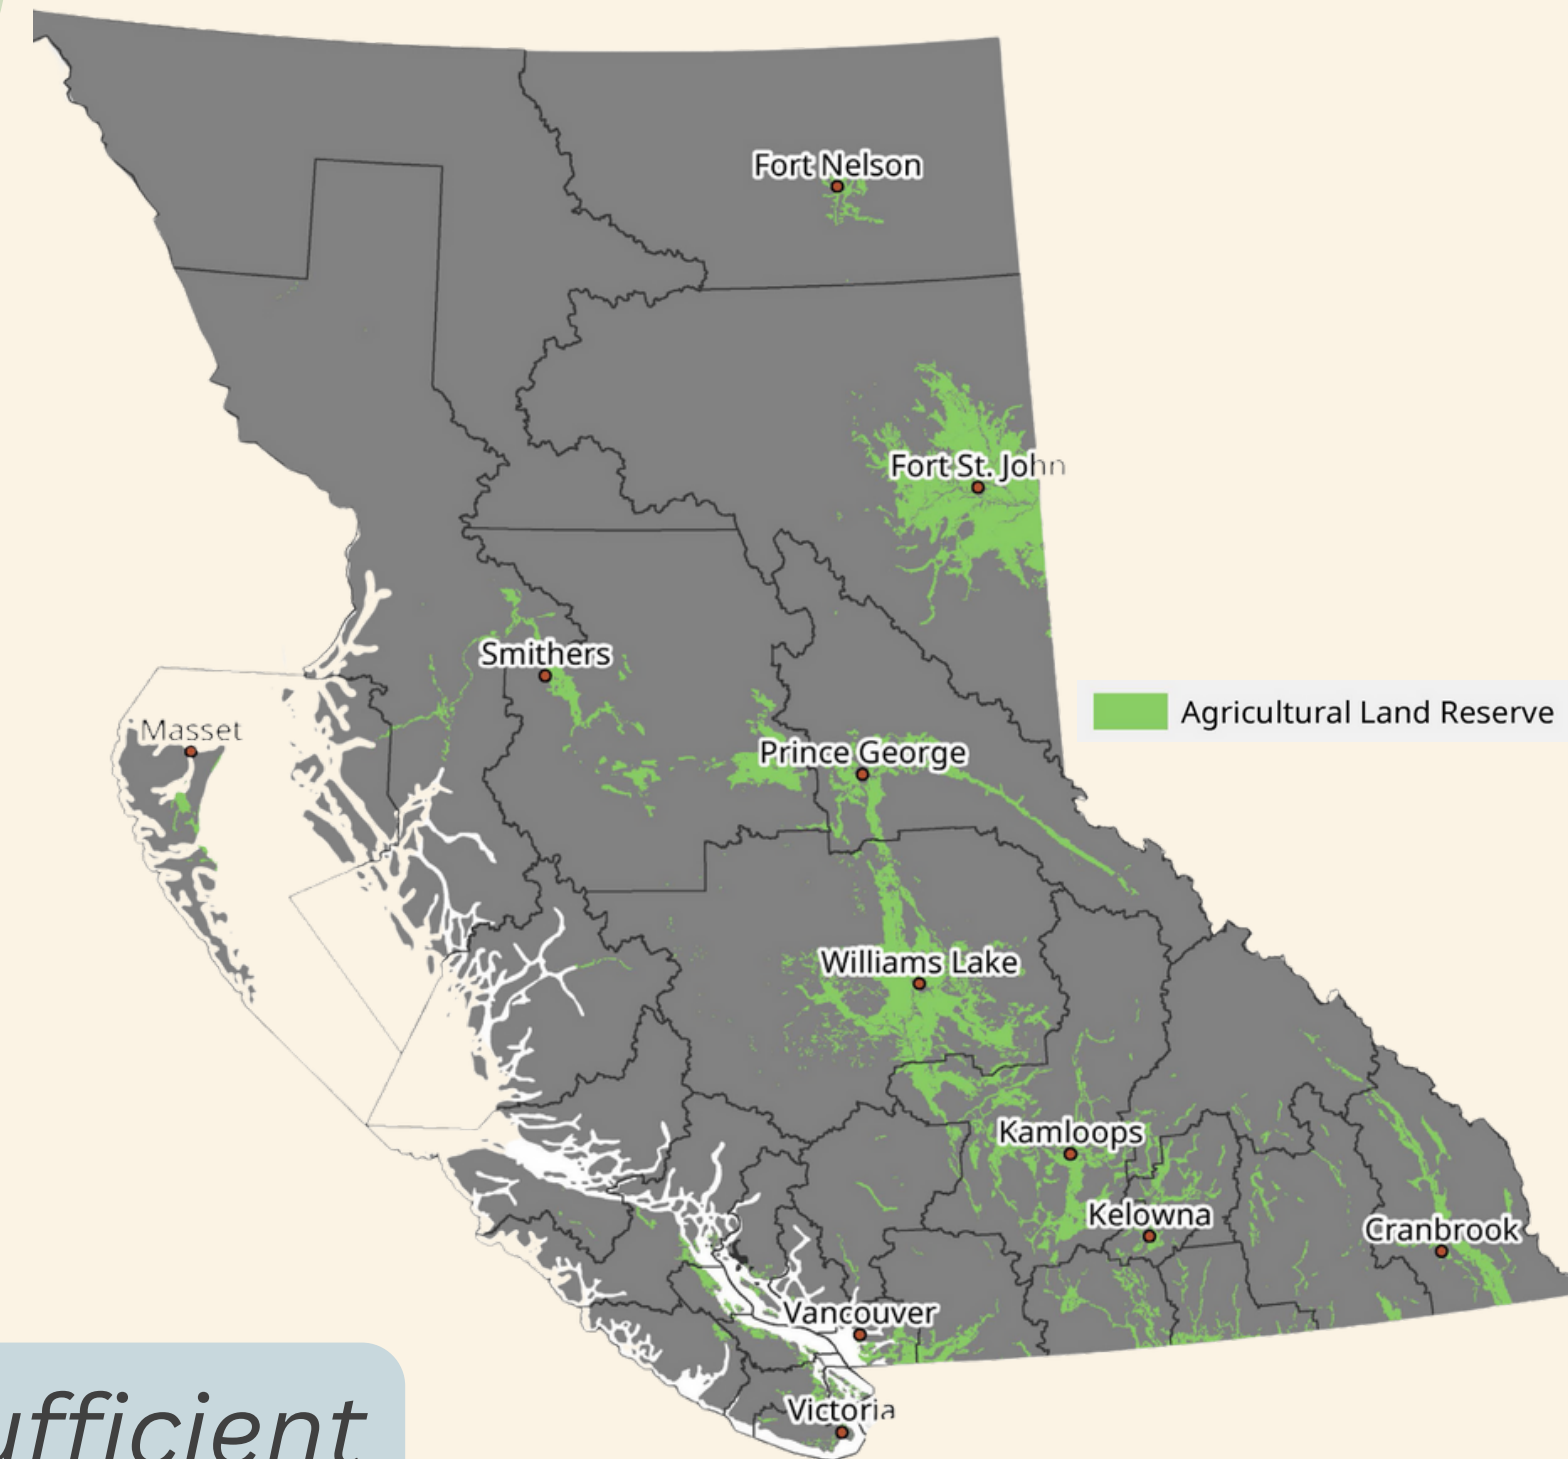 Fort Nelson
Fort St. John
Smithers
Agricultural Land Reserve
Masset
Prince George
Williams Lake
Kamloops
Kelowna
Cranbrook
Vancouver
Victoria
ufficient